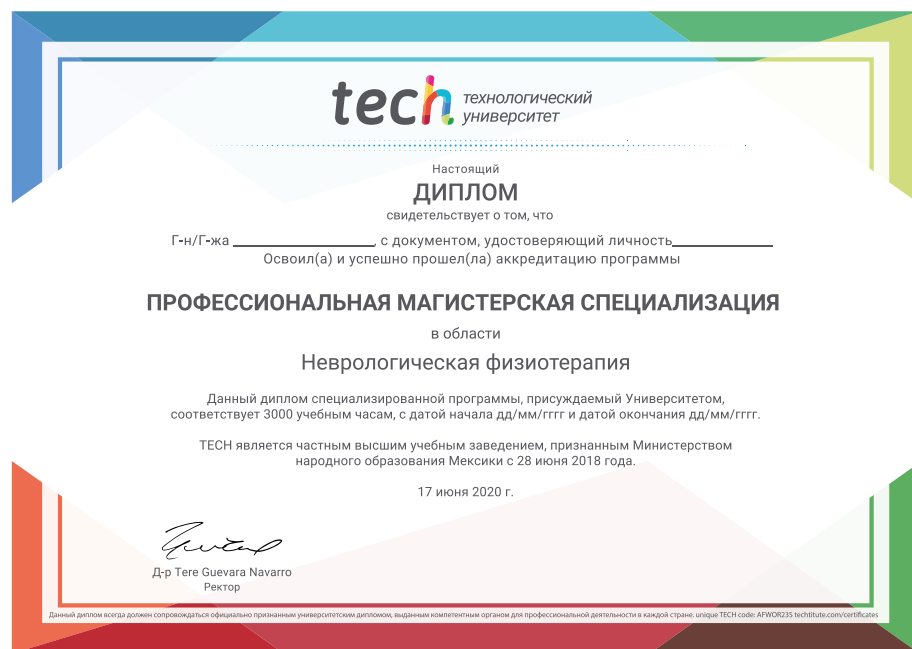 tech технологический
университет
Настоящий
ДИПЛОМ
свидетельствует о том, что
Г-н/Г-жа ____________________, с документом, удостоверяющий личность______________
Освоил(а) и успешно прошел(ла) аккредитацию программы
ПРОФЕССИОНАЛЬНАЯ МАГИСТЕРСКАЯ СПЕЦИАЛИЗАЦИЯ
в области
Неврологическая физиотерапия
Данный диплом специализированной программы, присуждаемый Университетом,
соответствует 3000 учебным часам, с датой начала дд/мм/гггг и датой окончания дд/мм/гггг.
TECH является частным высшим учебным заведением, признанным Министерством
народного образования Мексики с 28 июня 2018 года.
17 июня 2020 г.
Д-р Tere Guevara Navarro
Ректор
Данный диплом всегда должен сопровождаться официально признанным университетским дипломом, выданным компетентным органом для профессиональной деятельности в каждой стране. unique TECH code: AFWOR23S techtitute.com/certificates